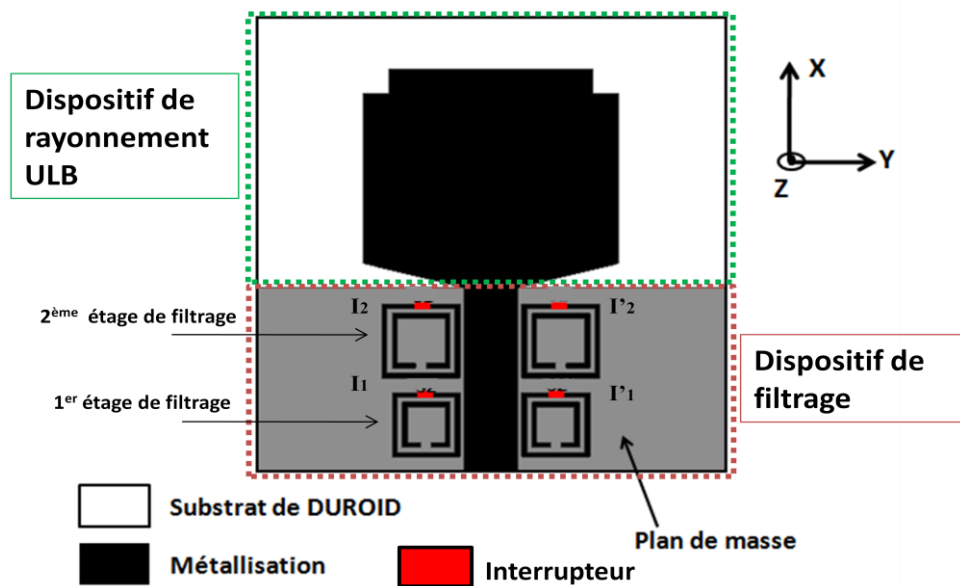 Dispositif de
rayonnement
ULB
X
Y
Z
I2
I'2
2ème étage de filtrage
I1
I'1
1er étage de filtrage
Dispositif de
filtrage
Substrat de DUROID
Plan de masse
Métallisation
Interrupteur